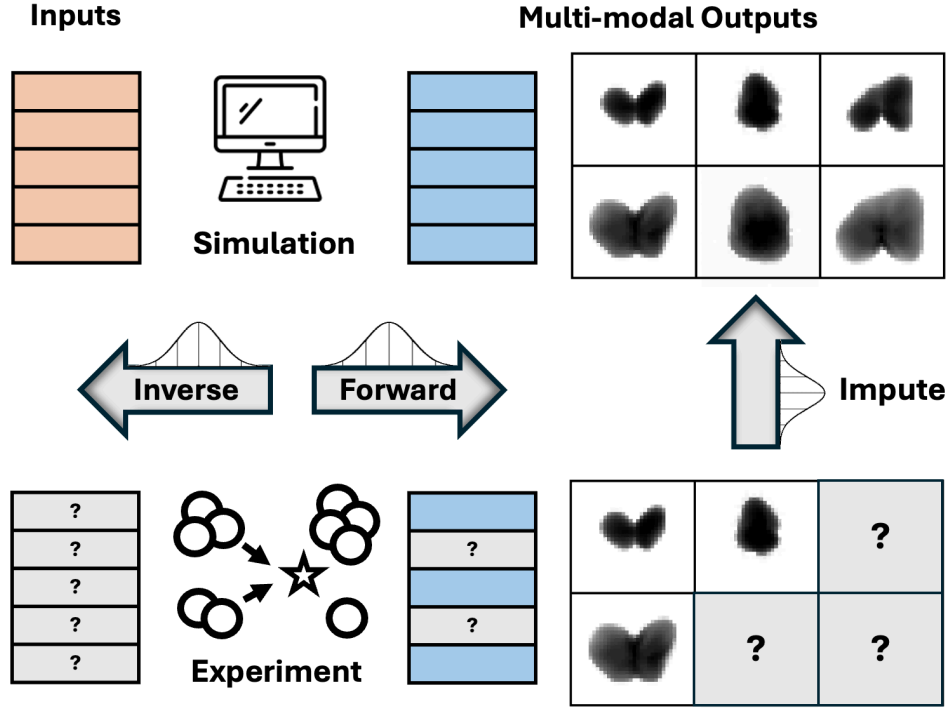 Inputs
Multi-modal Outputs
Simulation
Inverse
Forward
Impute
?
?
?
?
?
Experiment
?
?
?
?
?